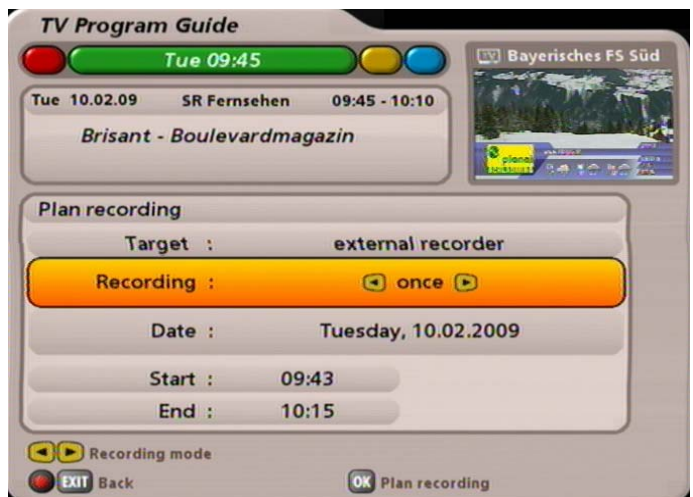 TV Program Guide
Tue 09:45
TV Bayerisches FS Süd
Tue 10.02.09 SR Fernsehen 09:45 - 10:10
Brisant - Boulevardmagazin
Plan recording
Target : external recorder
Recording : once
Date : Tuesday, 10.02.2009
Start : 09:43
End : 10:15
Recording mode
EXIT Back OK Plan recording